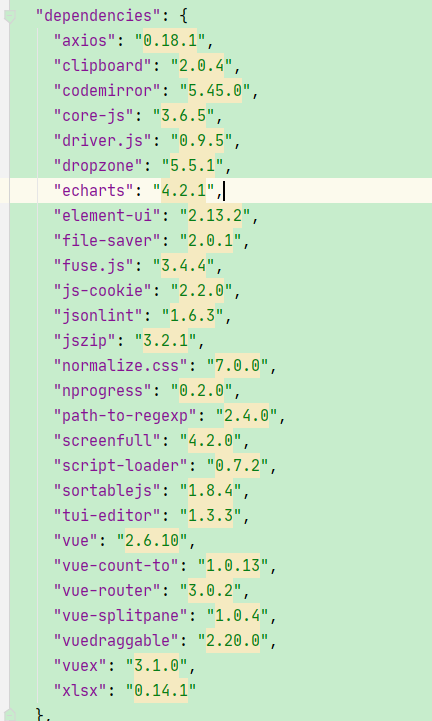 "dependencies": {
"axios": "0.18.1",
"clipboard": "2.0.4",
"codemirror": "5.45.0",
"core-js": "3.6.5",
"driver.js": "0.9.5",
"dropzone": "5.5.1",
"echarts": "4.2.1",
"element-ui": "2.13.2",
"file-saver": "2.0.1",
"fuse.js": "3.4.4",
"js-cookie": "2.2.0",
"jsonlint": "1.6.3",
"jszip": "3.2.1",
"normalize.css": "7.0.0",
"nprogress": "0.2.0",
"path-to-regexp": "2.4.0",
"screenfull": "4.2.0",
"script-loader": "0.7.2",
"sortablejs": "1.8.4",
"tui-editor": "1.3.3",
"vue": "2.6.10",
"vue-count-to": "1.0.13",
"vue-router": "3.0.2",
"vue-splitpane": "1.0.4",
"vuedraggable": "2.20.0",
"vuex": "3.1.0",
"xlsx": "0.14.1"
},